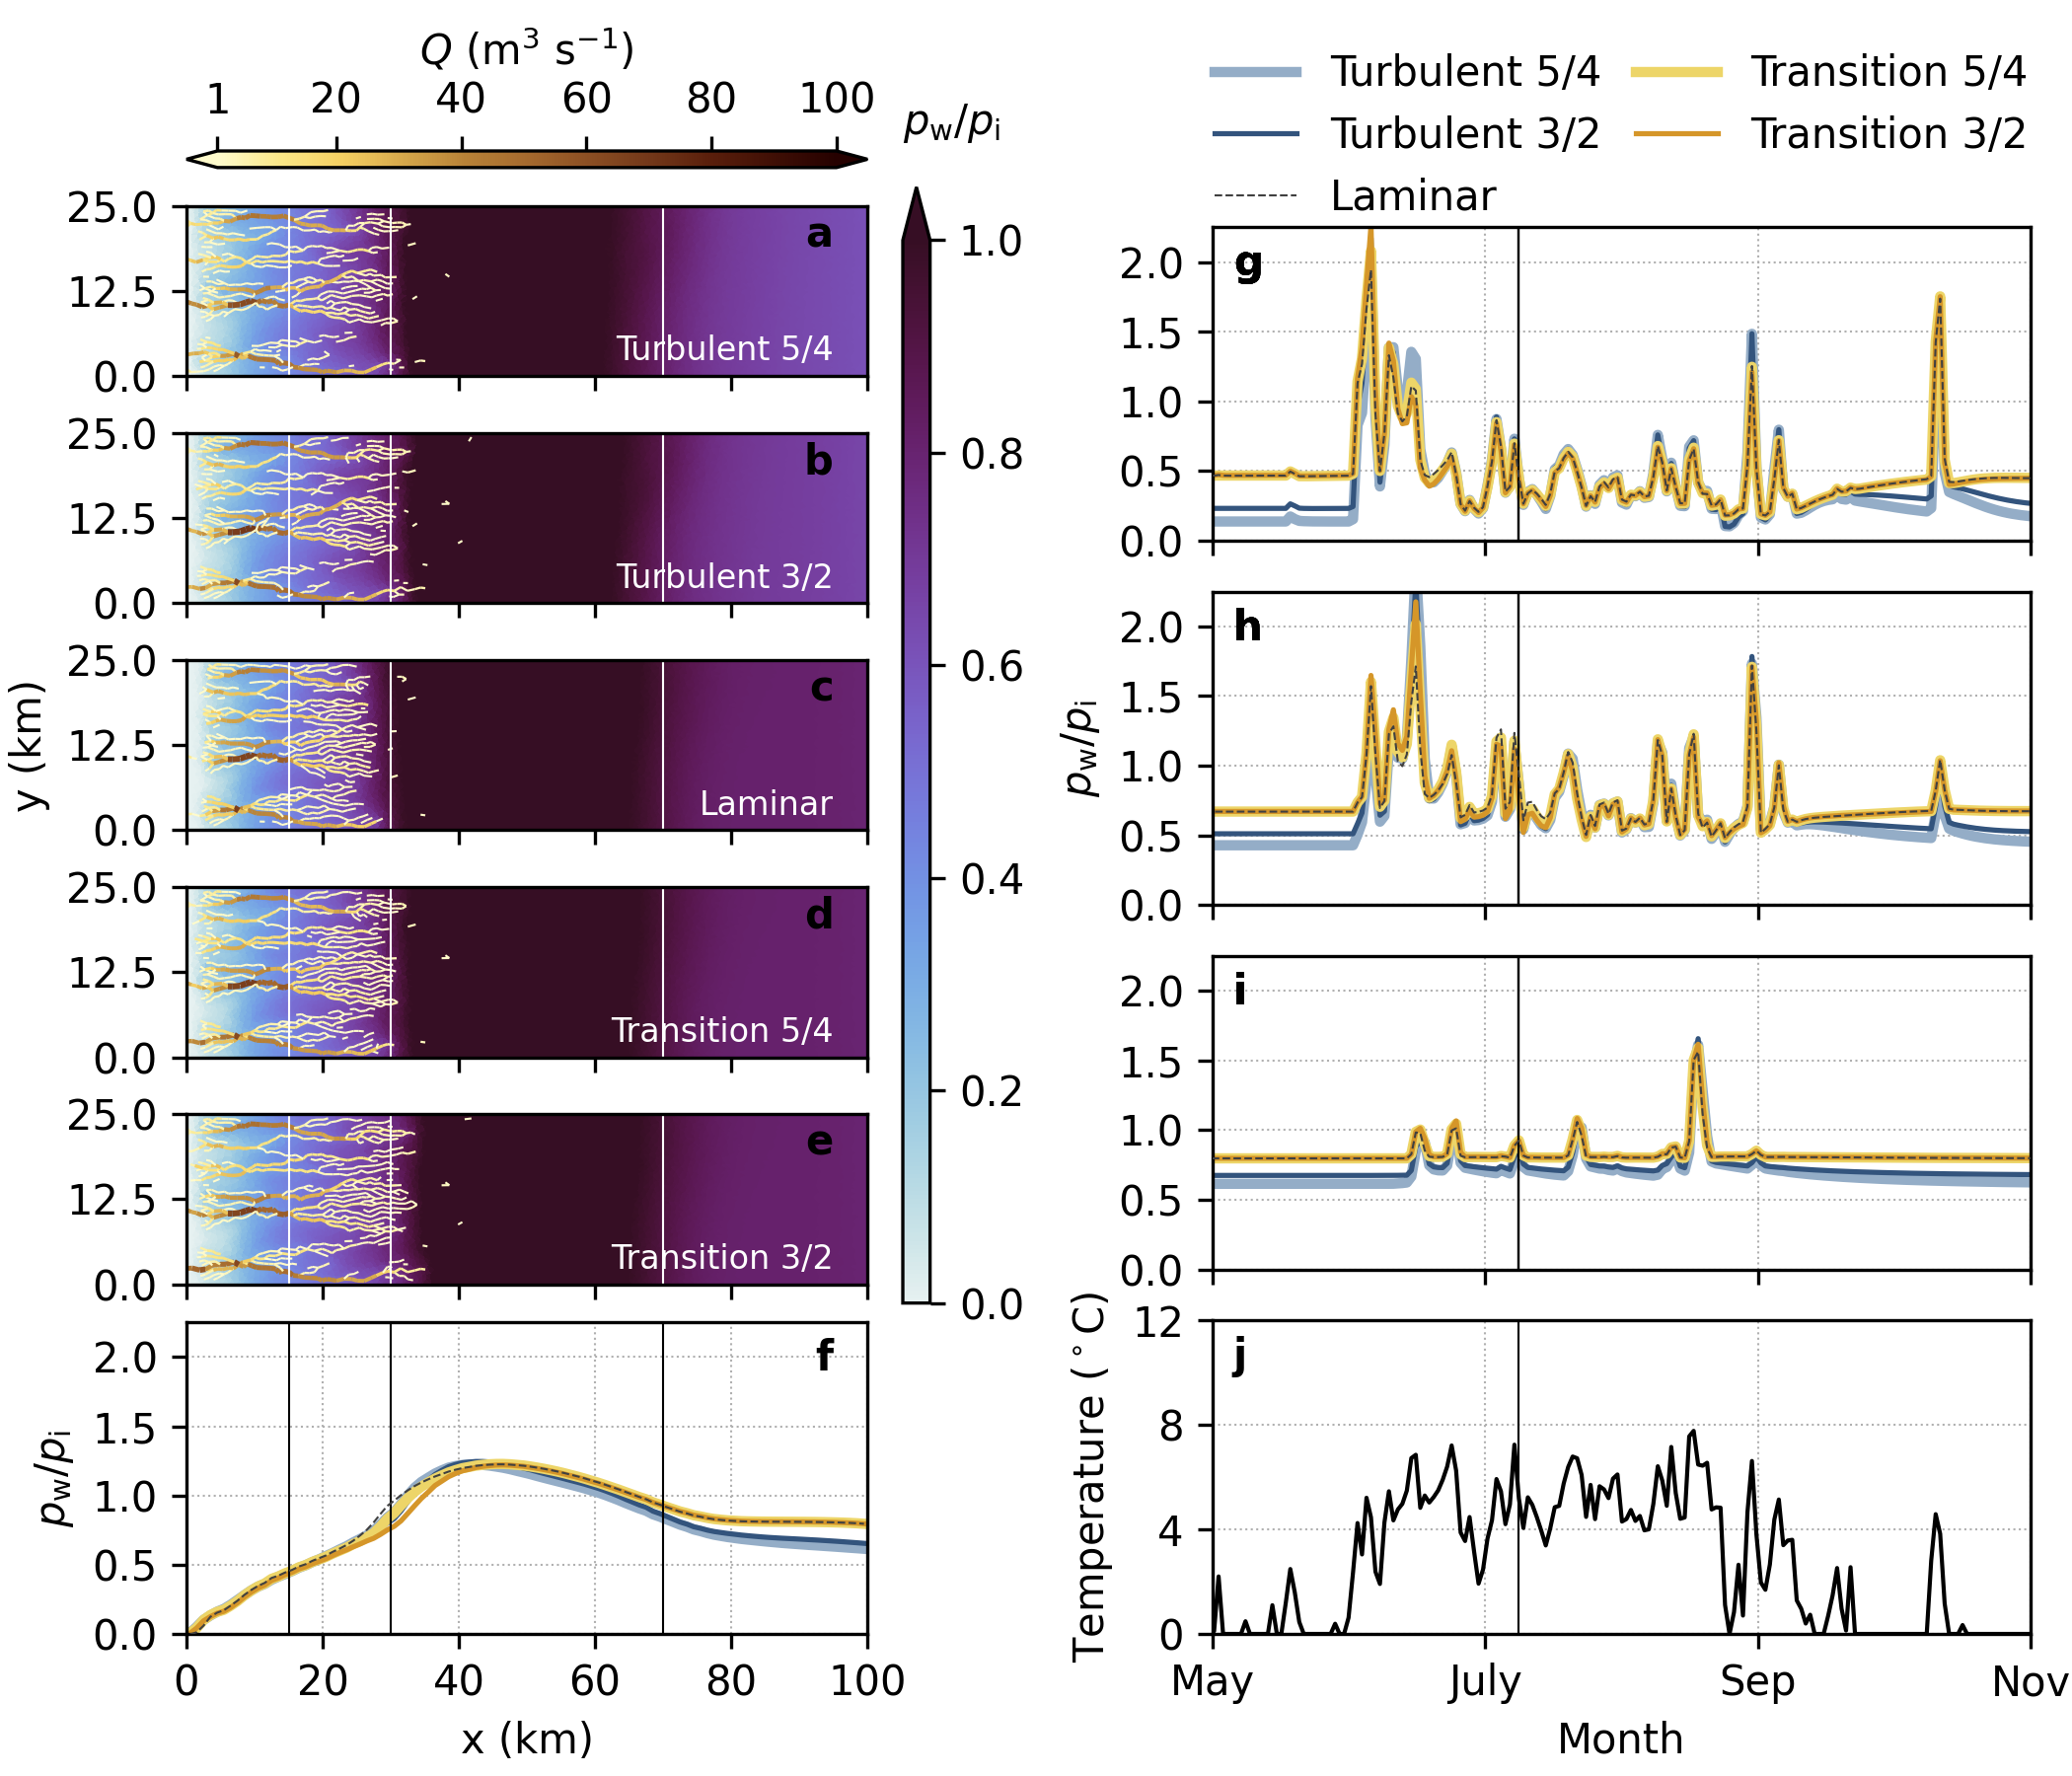 Q (m³ s⁻¹)
1 20 40 60 80 100
p_w/p_i
1.0
0.8
0.6
0.4
0.2
0.0
y (km)
25.0
12.5
0.0
a
Turbulent 5/4
25.0
12.5
0.0
b
Turbulent 3/2
25.0
12.5
0.0
c
Laminar
25.0
12.5
0.0
d
Transition 5/4
25.0
12.5
0.0
e
Transition 3/2
p_w/p_i
2.0
1.5
1.0
0.5
0.0
f
0 20 40 60 80 100
x (km)
Turbulent 5/4
Turbulent 3/2
Laminar
Transition 5/4
Transition 3/2
2.0
1.5
1.0
0.5
0.0
g
p_w/p_i
2.0
1.5
1.0
0.5
0.0
h
2.0
1.5
1.0
0.5
0.0
i
Temperature (°C)
12
8
4
0
j
May July Sep Nov
Month